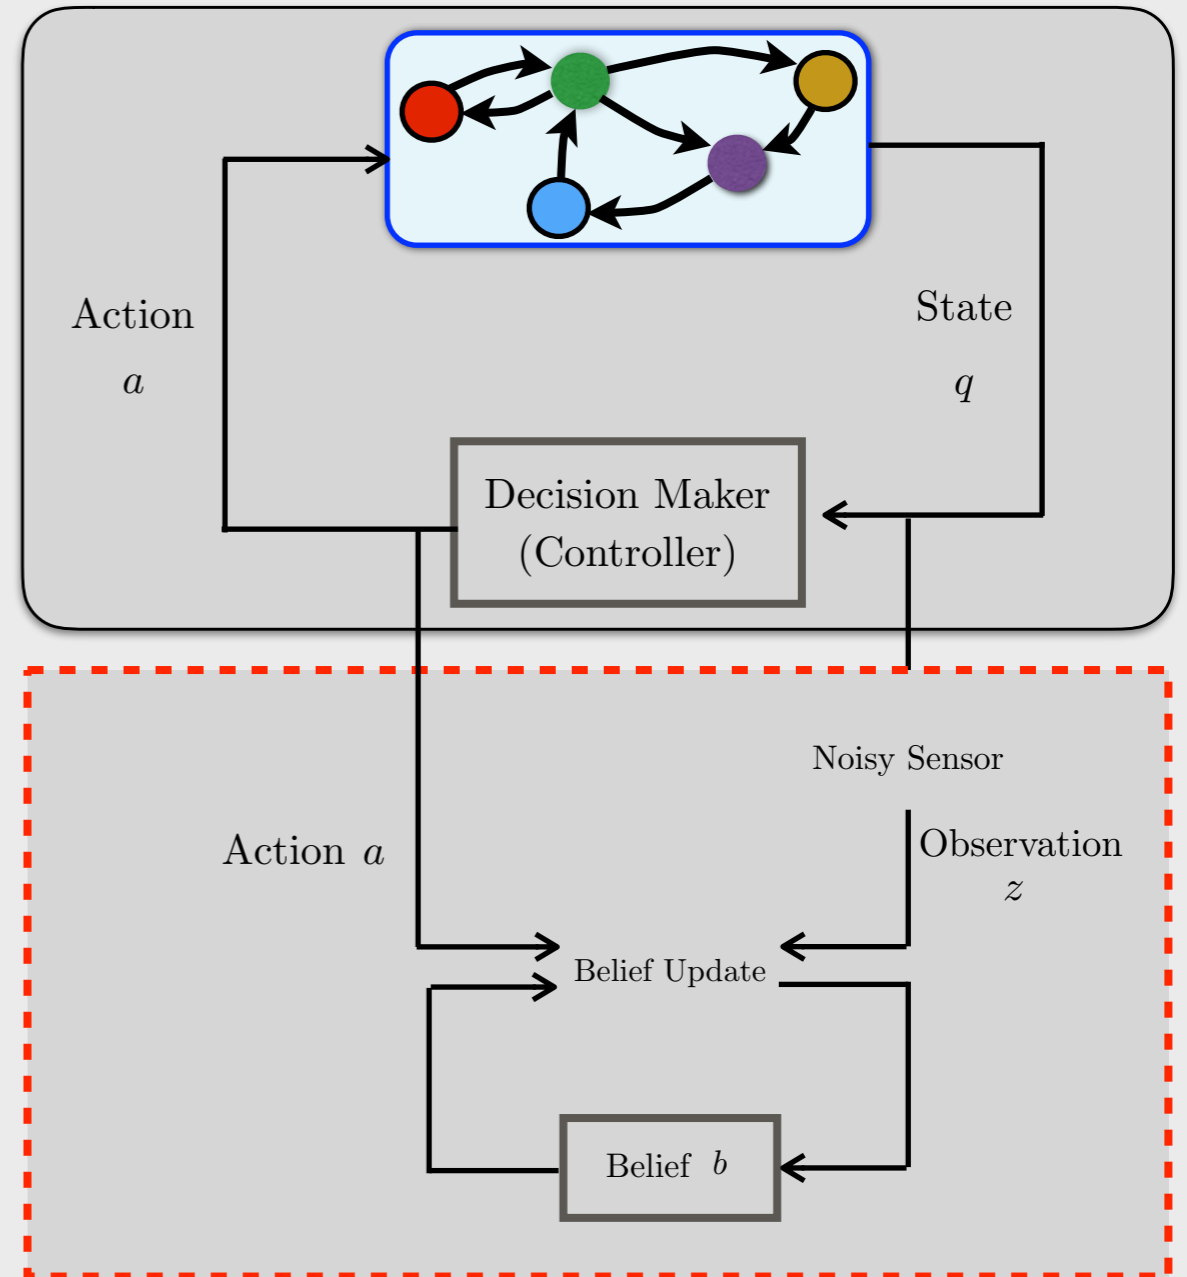 Action
a
State
q
Decision Maker
(Controller)
Noisy Sensor
Action a
Observation
z
Belief Update
Belief b